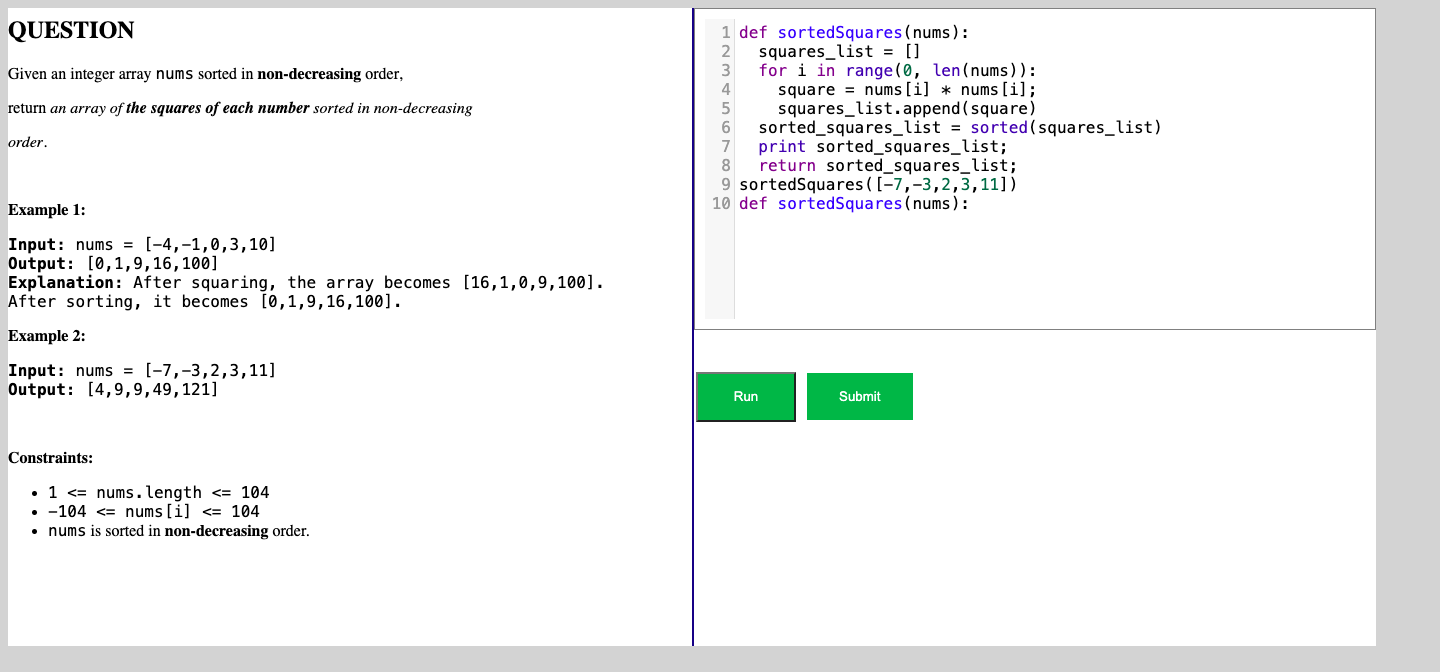 QUESTION
Given an integer array nums sorted in non-decreasing order,
return an array of the squares of each number sorted in non-decreasing
order.
Example 1:
Input: nums = [-4,-1,0,3,10]
Output: [0,1,9,16,100]
Explanation: After squaring, the array becomes [16,1,0,9,100].
After sorting, it becomes [0,1,9,16,100].
Example 2:
Input: nums = [-7,-3,2,3,11]
Output: [4,9,9,49,121]
Constraints:
• 1 <= nums.length <= 104
• -104 <= nums[i] <= 104
• nums is sorted in non-decreasing order.
1 def sortedSquares(nums):
2   squares_list = []
3   for i in range(0, len(nums)):
4     square = nums[i] * nums[i];
5     squares_list.append(square)
6   sorted_squares_list = sorted(squares_list)
7   print sorted_squares_list;
8   return sorted_squares_list;
9 sortedSquares([-7,-3,2,3,11])
10 def sortedSquares(nums):
Run Submit